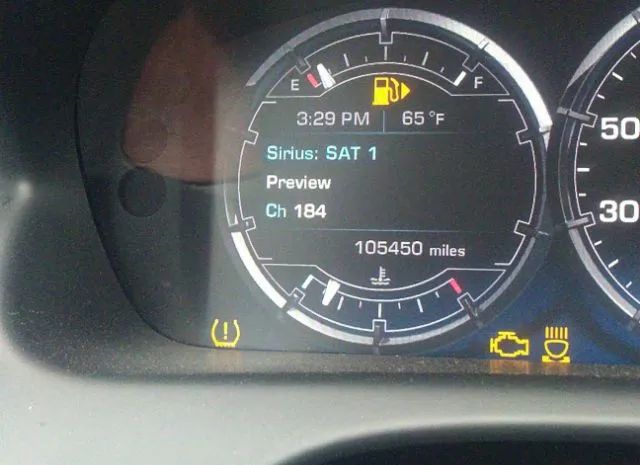 E F
3:29 PM 65 °F
Sirius: SAT 1
Preview
Ch 184
105450 miles
50
30